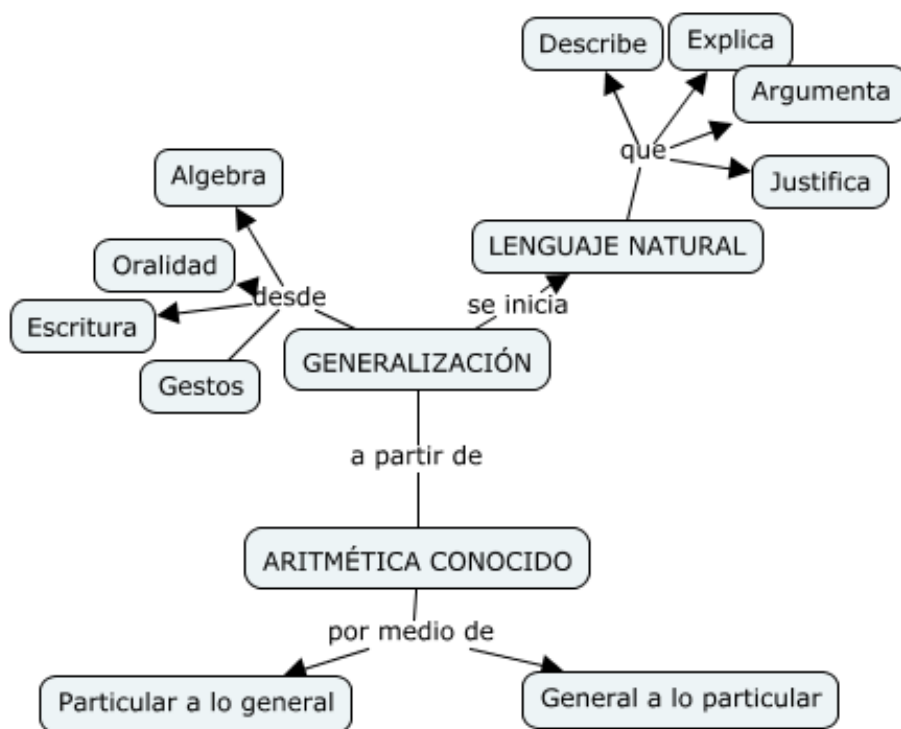 Describe
Explica
Argumenta
que
Justifica
Algebra
LENGUAJE NATURAL
Oralidad
desde
se inicia
Escritura
GENERALIZACIÓN
Gestos
a partir de
ARITMÉTICA CONOCIDO
por medio de
Particular a lo general
General a lo particular